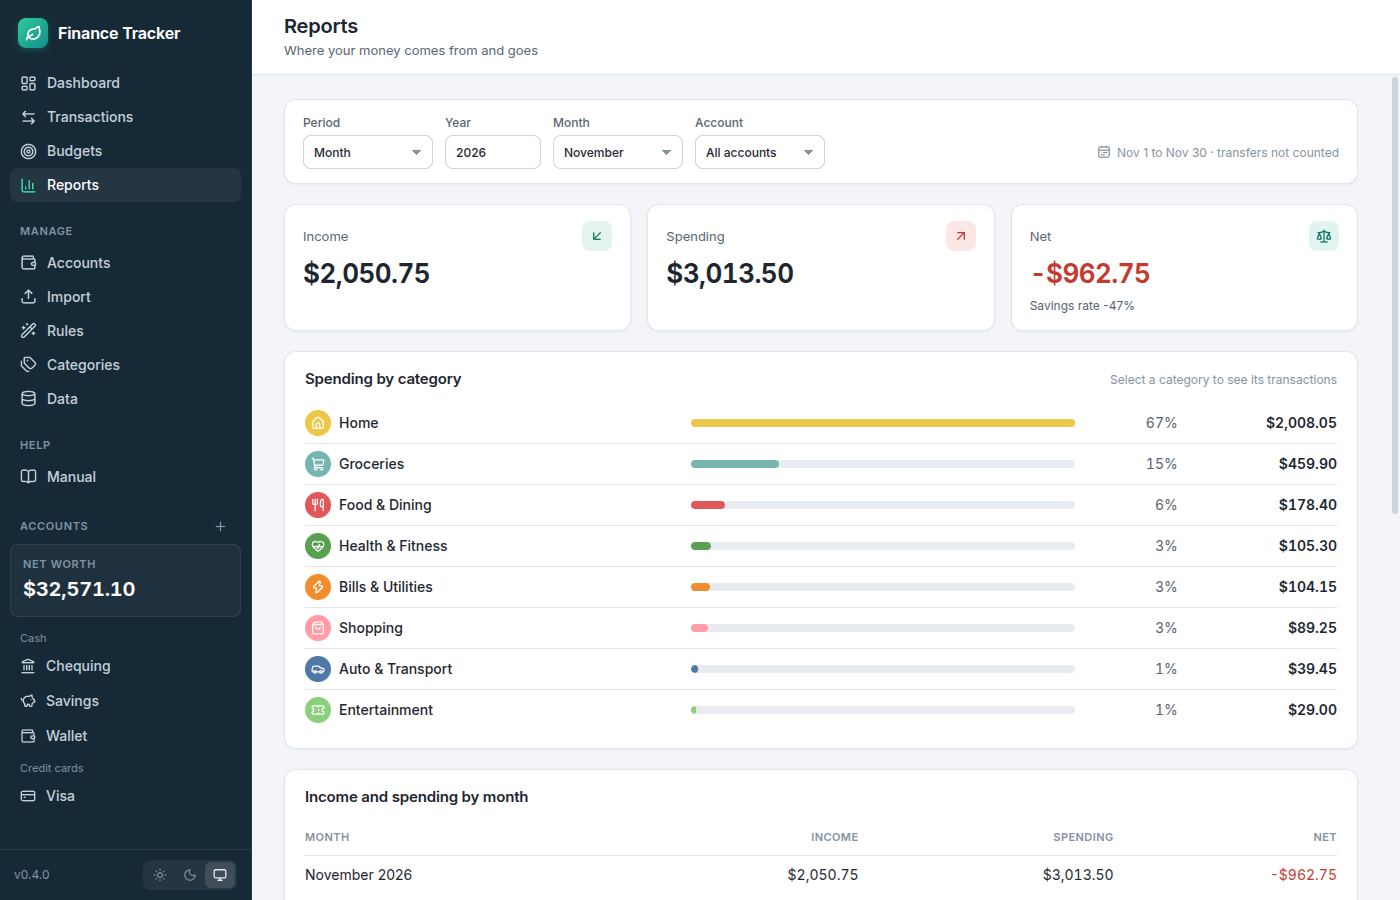 Finance Tracker
Dashboard
Transactions
Budgets
Reports
MANAGE
Accounts
Import
Rules
Categories
Data
HELP
Manual
ACCOUNTS
NET WORTH
$32,571.10
Cash
Chequing
Savings
Wallet
Credit cards
Visa
v0.4.0
Reports
Where your money comes from and goes
Period Year Month Account
Month 2026 November All accounts
Nov 1 to Nov 30 · transfers not counted
Income
$2,050.75
Spending
$3,013.50
Net
-$962.75
Savings rate -47%
Spending by category
Select a category to see its transactions
Home 67% $2,008.05
Groceries 15% $459.90
Food & Dining 6% $178.40
Health & Fitness 3% $105.30
Bills & Utilities 3% $104.15
Shopping 3% $89.25
Auto & Transport 1% $39.45
Entertainment 1% $29.00
Income and spending by month
MONTH INCOME SPENDING NET
November 2026 $2,050.75 $3,013.50 -$962.75